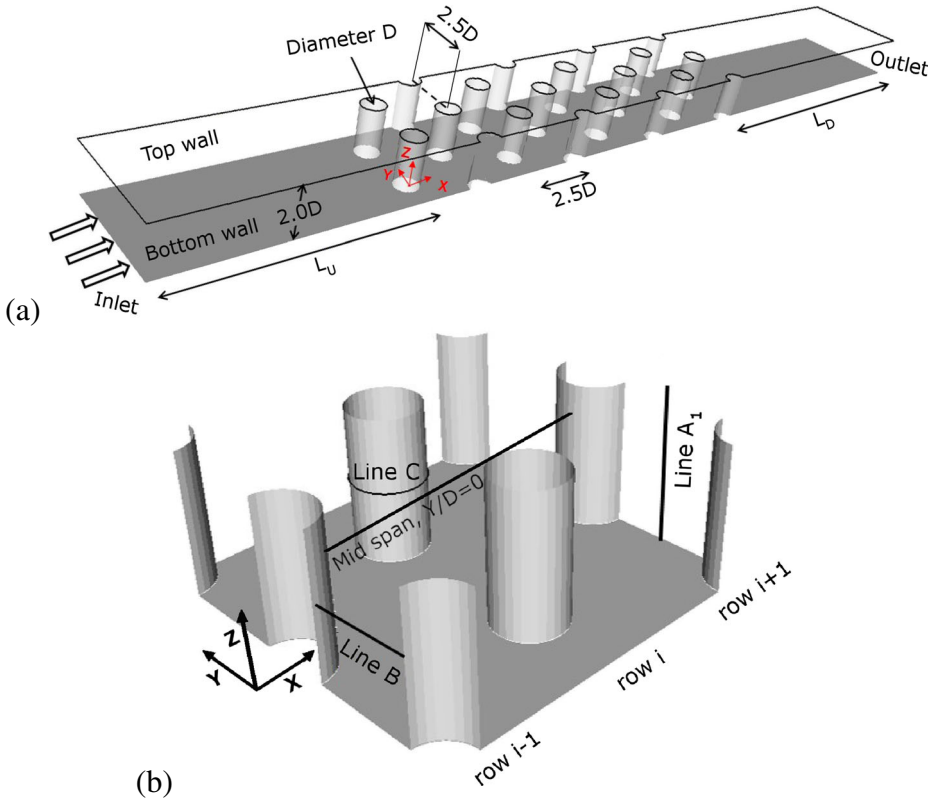 Diameter D
2.5D
Outlet
Top wall
L_D
Z
Y
X
2.5D
2.0D
Bottom wall
L_U
Inlet
(a)
Line A₁
Line C
Mid span, Y/D=0
row i+1
Z
Y
X
Line B
row i
row i-1
(b)